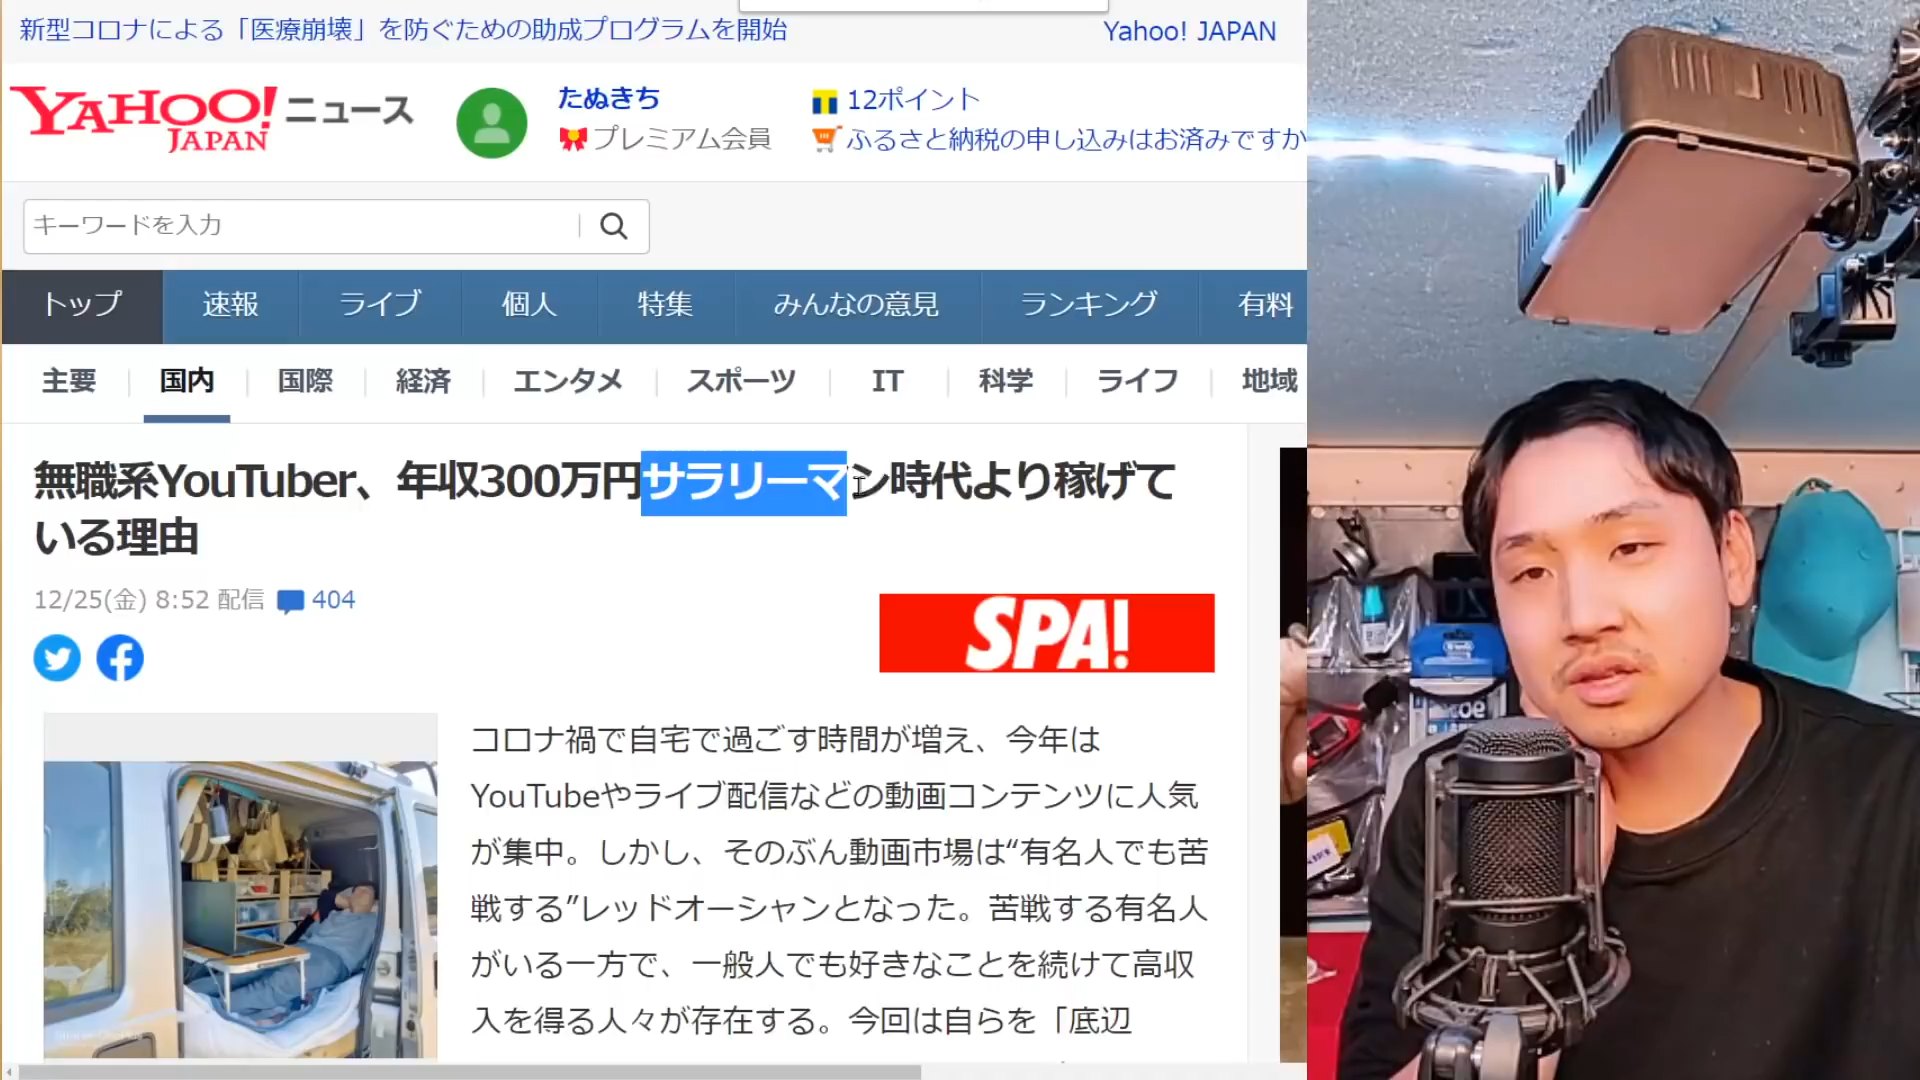 新型コロナによる「医療崩壊」を防ぐための助成プログラムを開始
Yahoo! JAPAN
YAHOO! JAPAN ニュース
たぬきち
プレミアム会員
12ポイント
ふるさと納税の申し込みはお済みですか
キーワードを入力
トップ 速報 ライブ 個人 特集 みんなの意見 ランキング 有料
主要 国内 国際 経済 エンタメ スポーツ IT 科学 ライフ 地域
無職系YouTuber、年収300万円サラリーマン時代より稼げて
いる理由
12/25(金) 8:52 配信 404
SPA!
コロナ禍で自宅で過ごす時間が増え、今年は
YouTubeやライブ配信などの動画コンテンツに人気
が集中。しかし、そのぶん動画市場は“有名人でも苦
戦する”レッドオーシャンとなった。苦戦する有名人
がいる一方で、一般人でも好きなことを続けて高収
入を得る人々が存在する。今回は自らを「底辺